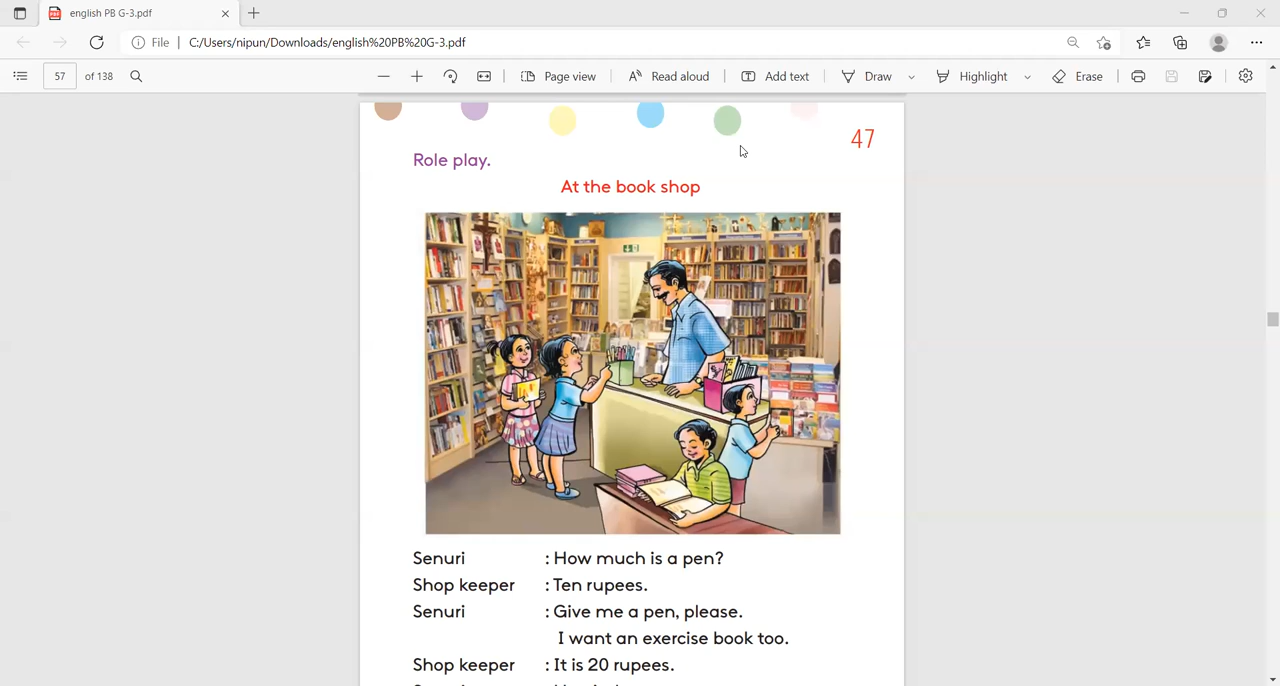 english PB G-3.pdf
File | C:/Users/nipun/Downloads/english%20PB%20G-3.pdf
57 of 138
Page view
Read aloud
Add text
Draw
Highlight
Erase
47
Role play.
At the book shop
Senuri : How much is a pen?
Shop keeper : Ten rupees.
Senuri : Give me a pen, please.
I want an exercise book too.
Shop keeper : It is 20 rupees.